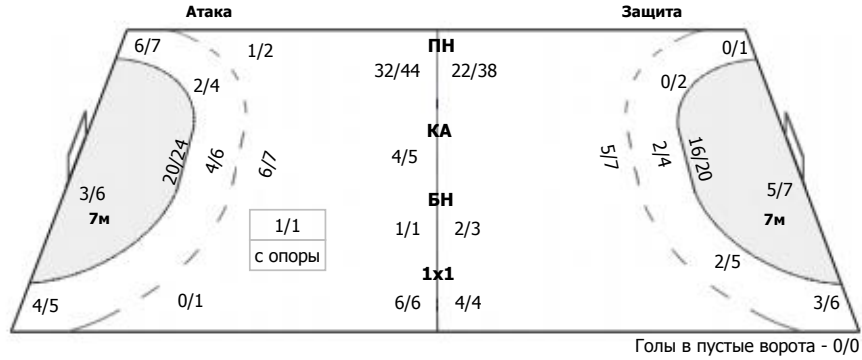 Атака Защита
6/7 1/2 ПН 0/1
32/44 22/38
2/4 0/2
КА
20/24 4/6 6/7 4/5 5/7 2/4 16/20
3/6 5/7
7м 7м
БН
1/1 1/1 2/3
с опоры
2/5
1x1
4/5 0/1 6/6 4/4 3/6
Голы в пустые ворота - 0/0